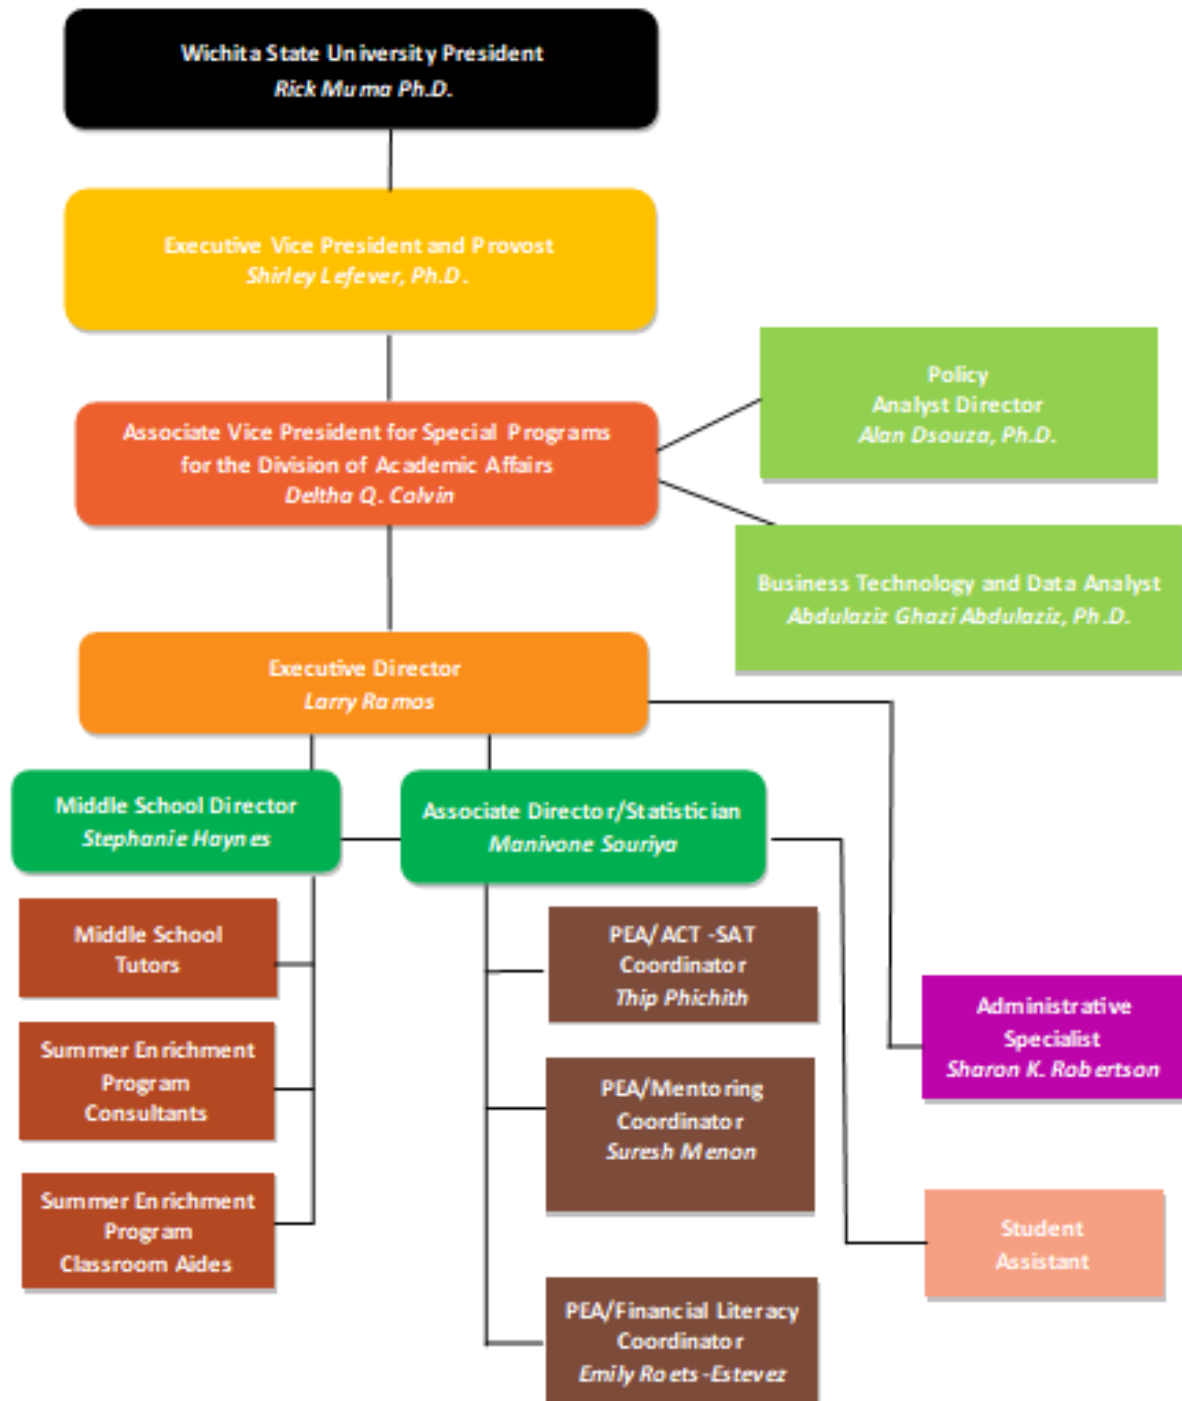 Wichita State University President
Rick Muma Ph.D.
Executive Vice President and Provost
Shirley Lefever, Ph.D.
Policy
Analyst Director
Alan Dsouza, Ph.D.
Associate Vice President for Special Programs
for the Division of Academic Affairs
Deltha Q. Colvin
Business Technology and Data Analyst
Abdulaziz Ghazi Abdulaziz, Ph.D.
Executive Director
Larry Ramos
Middle School Director
Stephanie Haynes
Associate Director/Statistician
Manivone Souriya
Middle School
Tutors
Summer Enrichment
Program
Consultants
Summer Enrichment
Program
Classroom Aides
PEA/ACT -SAT
Coordinator
Thip Phichith
PEA/Mentoring
Coordinator
Suresh Menon
PEA/Financial Literacy
Coordinator
Emily Roets -Estevez
Administrative
Specialist
Sharon K. Robertson
Student
Assistant